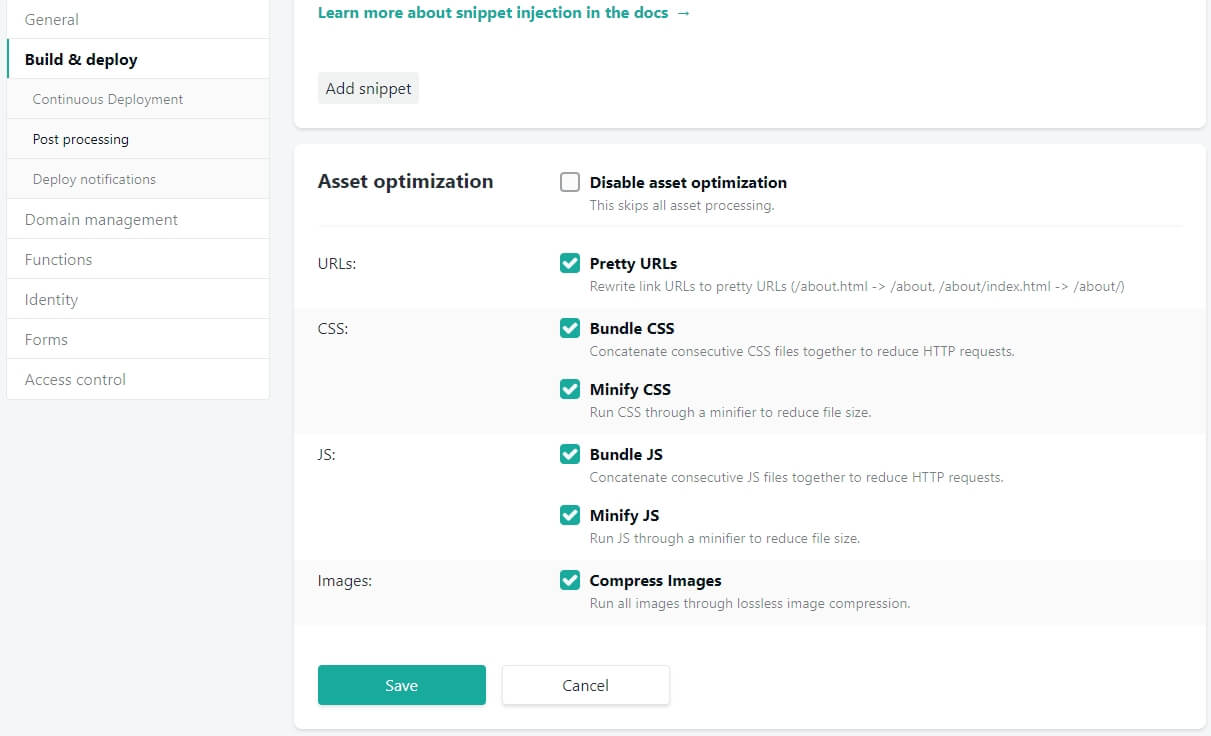 General
Build & deploy
Continuous Deployment
Post processing
Deploy notifications
Domain management
Functions
Identity
Forms
Access control
Learn more about snippet injection in the docs →
Add snippet
Asset optimization
Disable asset optimization
This skips all asset processing.
URLs:
Pretty URLs
Rewrite link URLs to pretty URLs (/about.html -> /about, /about/index.html -> /about/)
CSS:
Bundle CSS
Concatenate consecutive CSS files together to reduce HTTP requests.
Minify CSS
Run CSS through a minifier to reduce file size.
JS:
Bundle JS
Concatenate consecutive JS files together to reduce HTTP requests.
Minify JS
Run JS through a minifier to reduce file size.
Images:
Compress Images
Run all images through lossless image compression.
Save
Cancel